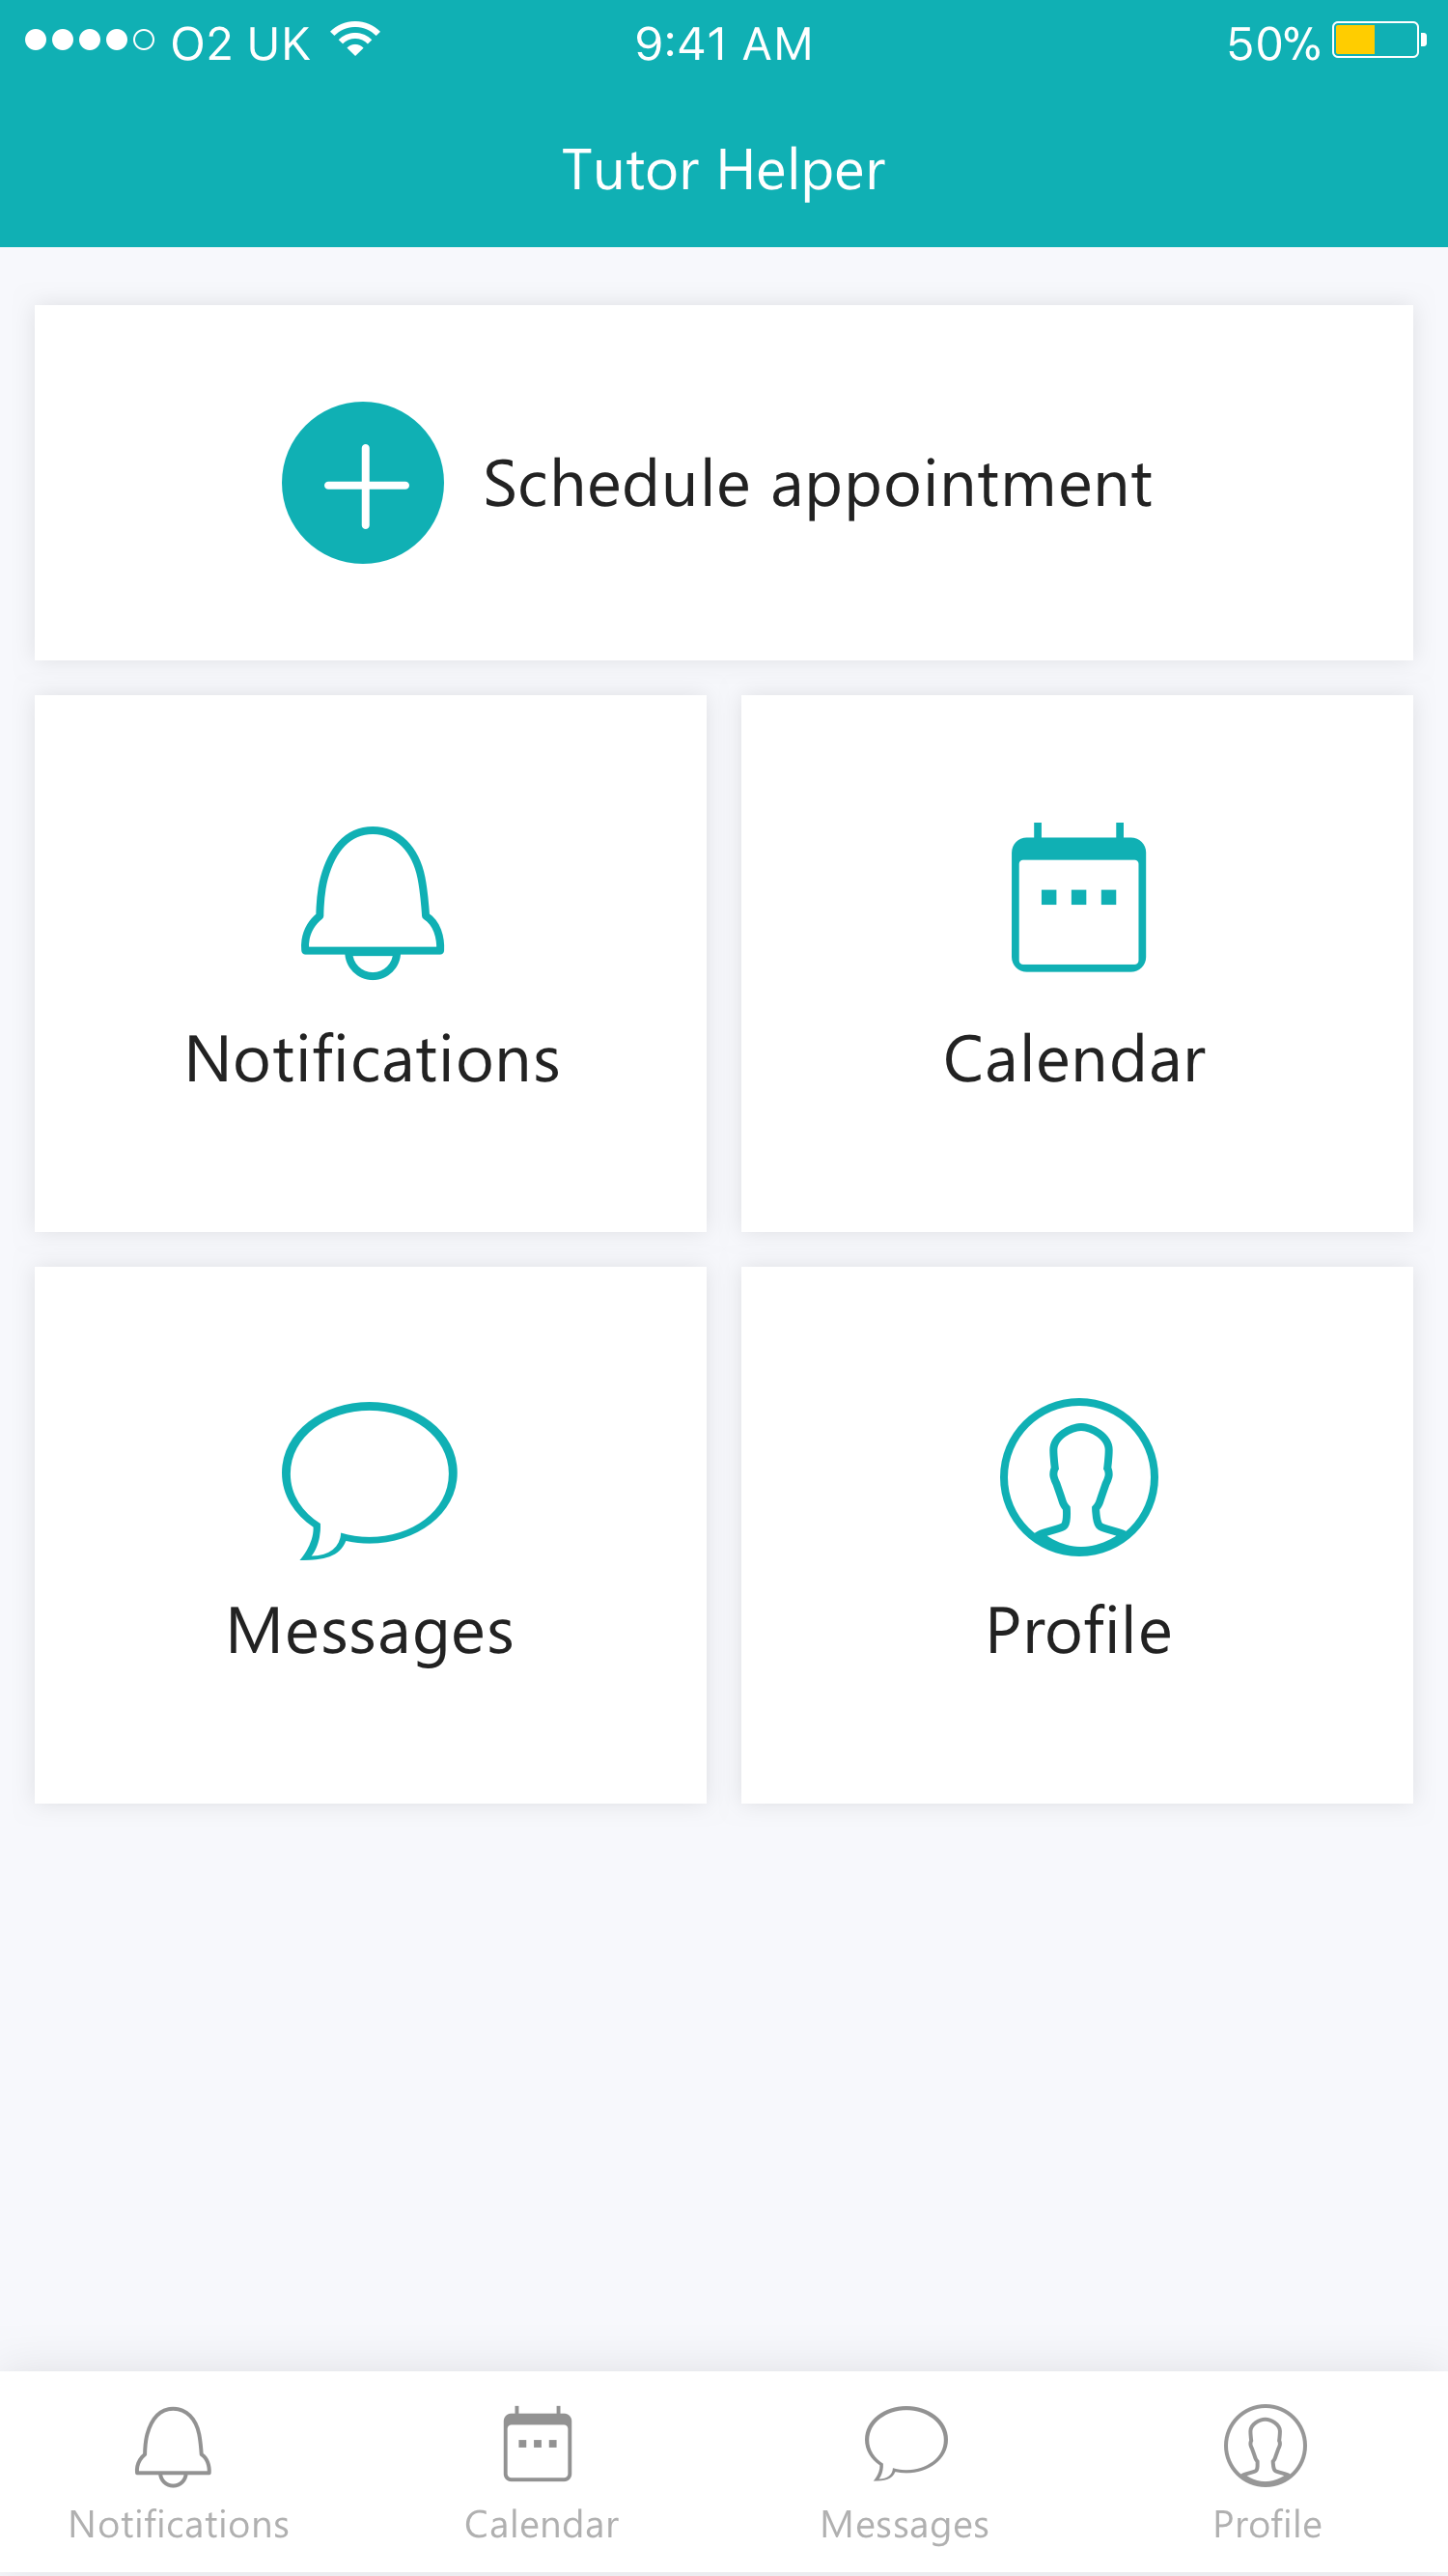 O2 UK 9:41 AM 50%
Tutor Helper
Schedule appointment
Notifications Calendar
Messages Profile
Notifications Calendar Messages Profile